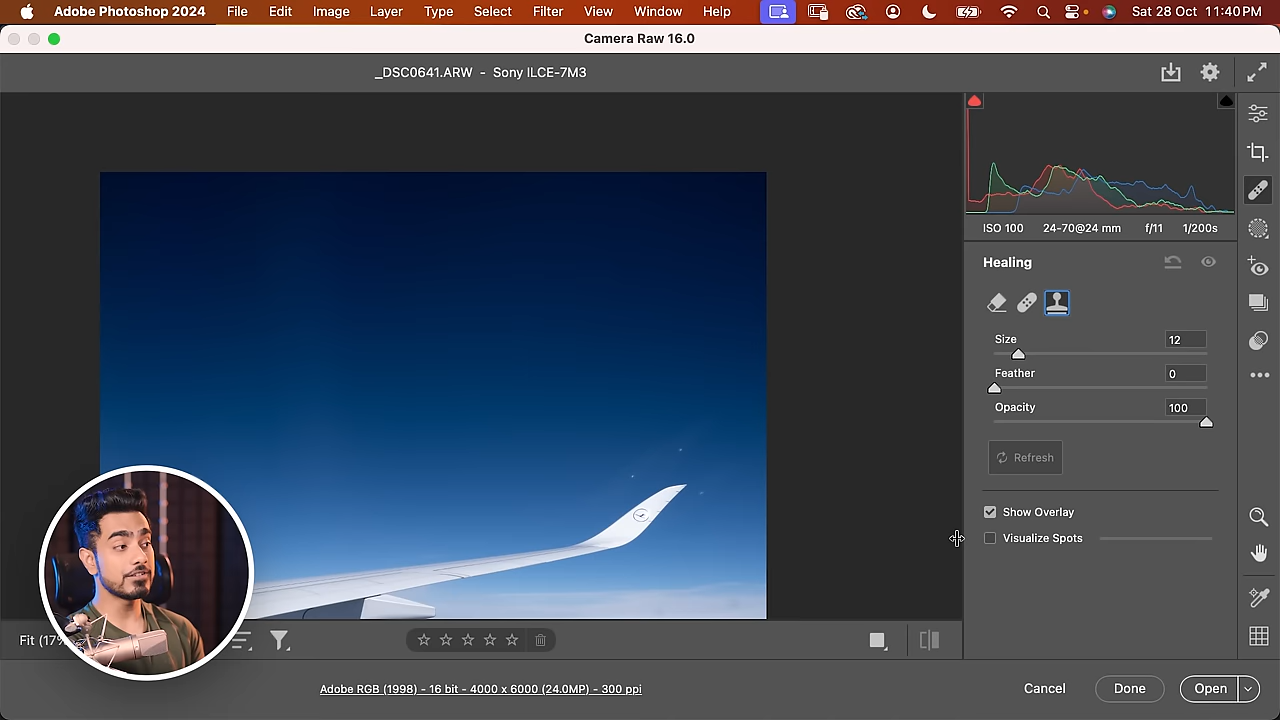 Adobe Photoshop 2024 File Edit Image Layer Type Select Filter View Window Help Sat 28 Oct 11:40 PM
Camera Raw 16.0
_DSC0641.ARW - Sony ILCE-7M3
ISO 100 24-70@24 mm f/11 1/200s
Healing
Size 12
Feather 0
Opacity 100
Refresh
Show Overlay
Visualize Spots
Fit (17%
Adobe RGB (1998) - 16 bit - 4000 x 6000 (24.0MP) - 300 ppi
Cancel Done Open